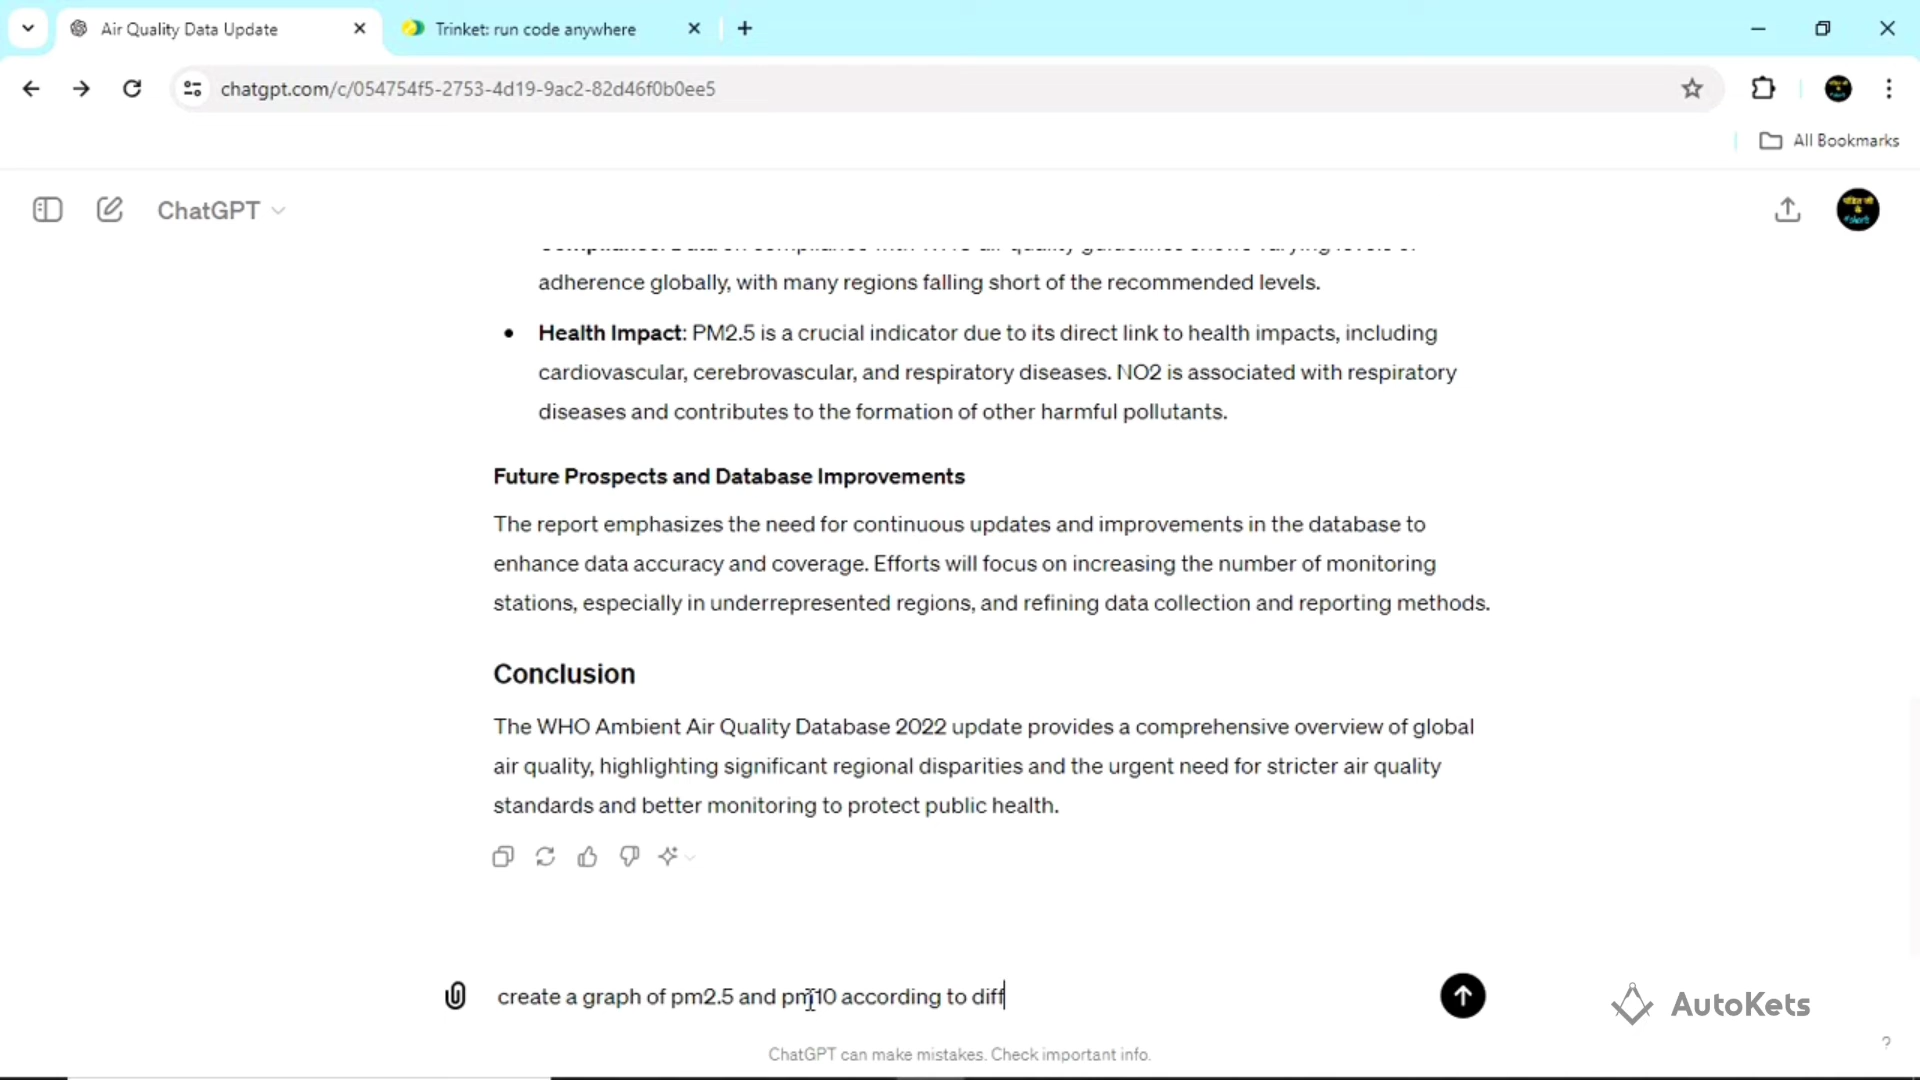 Air Quality Data Update
Trinket: run code anywhere
chatgpt.com/c/054754f5-2753-4d19-9ac2-82d46f0b0ee5
All Bookmarks
ChatGPT
adherence globally, with many regions falling short of the recommended levels.
Health Impact: PM2.5 is a crucial indicator due to its direct link to health impacts, including
cardiovascular, cerebrovascular, and respiratory diseases. NO2 is associated with respiratory
diseases and contributes to the formation of other harmful pollutants.
Future Prospects and Database Improvements
The report emphasizes the need for continuous updates and improvements in the database to
enhance data accuracy and coverage. Efforts will focus on increasing the number of monitoring
stations, especially in underrepresented regions, and refining data collection and reporting methods.
Conclusion
The WHO Ambient Air Quality Database 2022 update provides a comprehensive overview of global
air quality, highlighting significant regional disparities and the urgent need for stricter air quality
standards and better monitoring to protect public health.
create a graph of pm2.5 and pm10 according to diff
AutoKets
ChatGPT can make mistakes. Check important info.
?